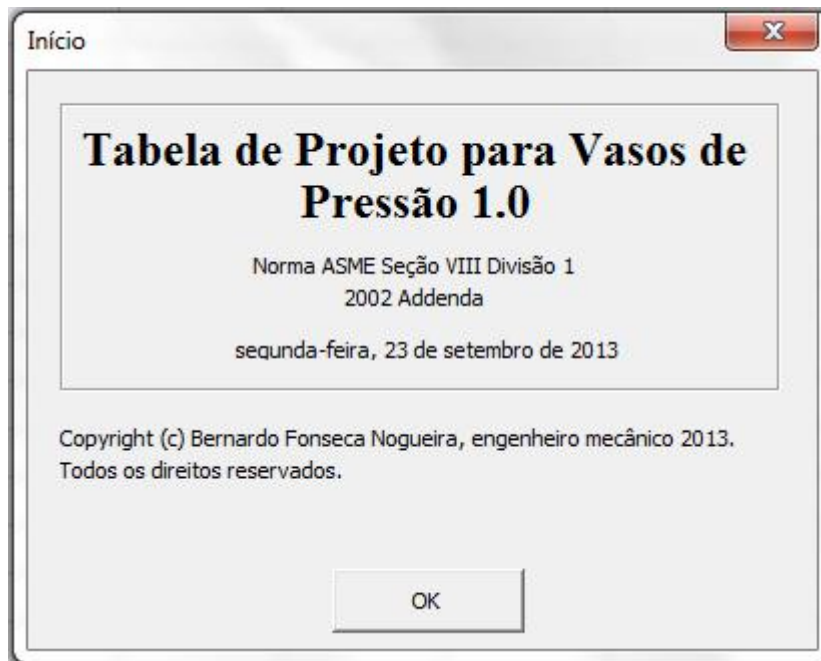 Início
Tabela de Projeto para Vasos de
Pressão 1.0
Norma ASME Seção VIII Divisão 1
2002 Addenda
segunda-feira, 23 de setembro de 2013
Copyright (c) Bernardo Fonseca Nogueira, engenheiro mecânico 2013.
Todos os direitos reservados.
OK